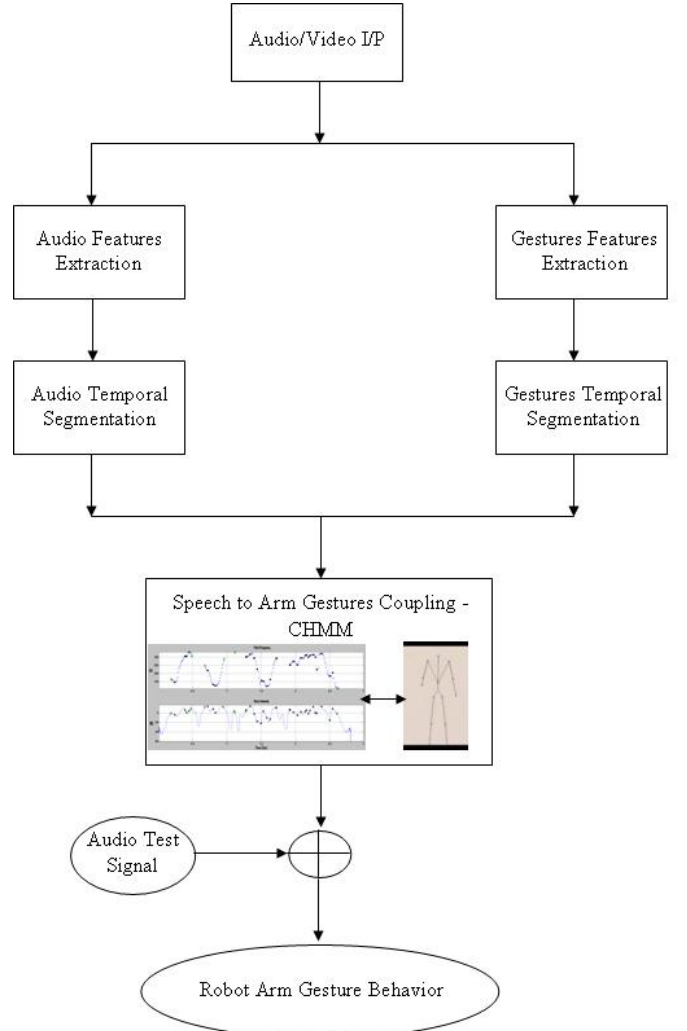 Audio/Video I/P
Audio Features
Extraction
Gestures Features
Extraction
Audio Temporal
Segmentation
Gestures Temporal
Segmentation
Speech to Arm Gestures Coupling -
CHMM
Audio Test
Signal
Robot Arm Gesture Behavior